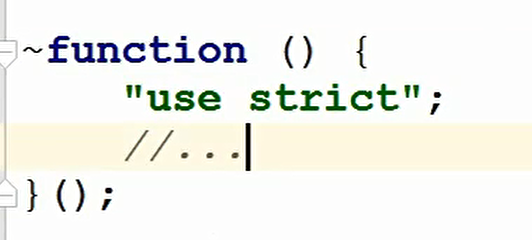 ~function () {
    "use strict";
    //...
}();